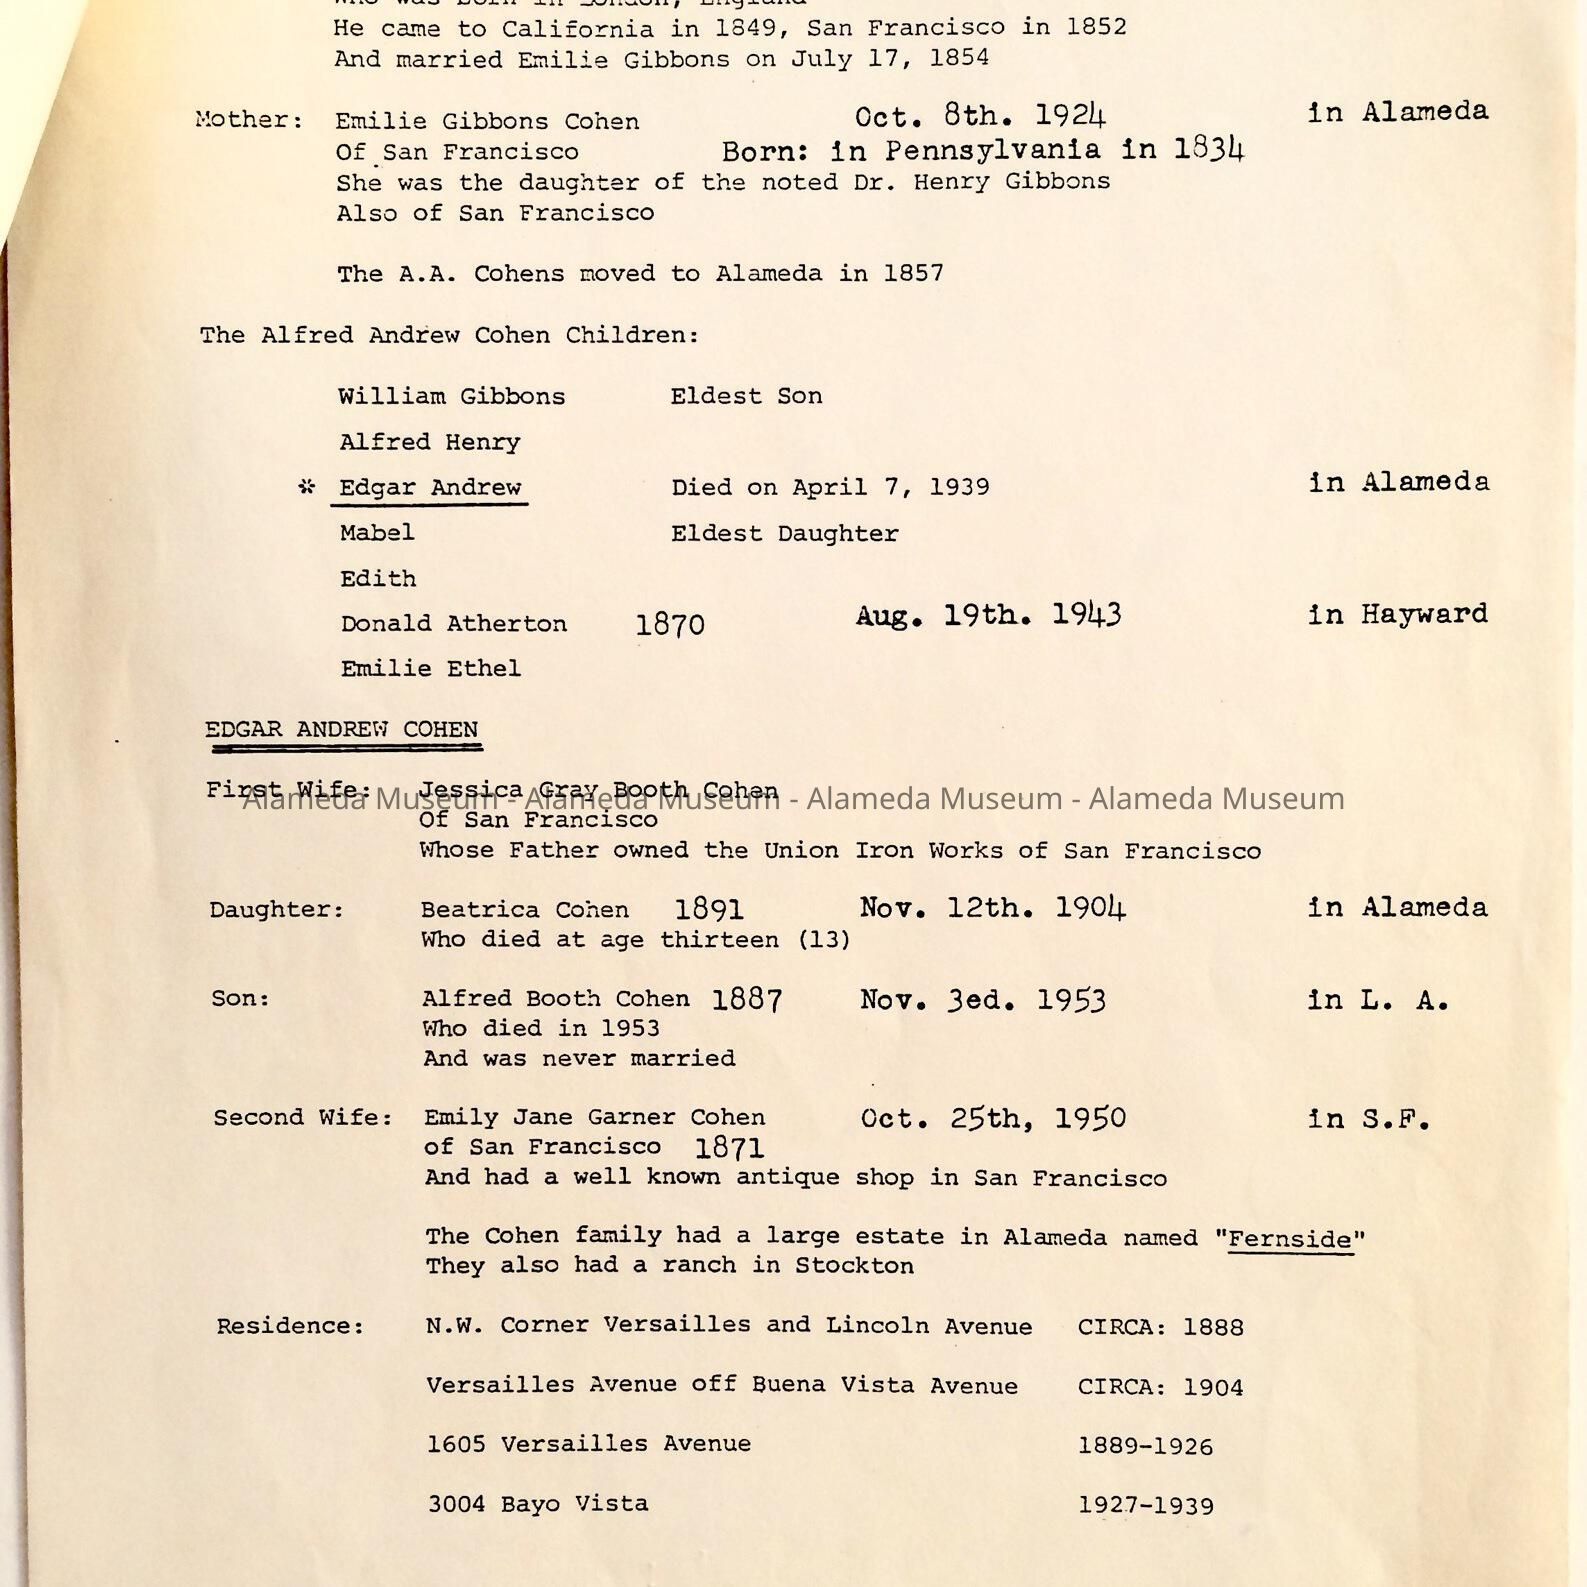 who was born in London, England
He came to California in 1849, San Francisco in 1852
And married Emilie Gibbons on July 17, 1854
Mother: Emilie Gibbons Cohen Oct. 8th. 1924 in Alameda
Of San Francisco Born: in Pennsylvania in 1834
She was the daughter of the noted Dr. Henry Gibbons
Also of San Francisco
The A.A. Cohens moved to Alameda in 1857
The Alfred Andrew Cohen Children:
William Gibbons Eldest Son
Alfred Henry
* Edgar Andrew Died on April 7, 1939 in Alameda
Mabel Eldest Daughter
Edith
Donald Atherton 1870 Aug. 19th. 1943 in Hayward
Emilie Ethel
EDGAR ANDREW COHEN
First Wife: Jessica Gray Booth Cohen
Alameda Museum - Alameda Museum - Alameda Museum - Alameda Museum
Of San Francisco
Whose Father owned the Union Iron Works of San Francisco
Daughter: Beatrica Cohen 1891 Nov. 12th. 1904 in Alameda
Who died at age thirteen (13)
Son: Alfred Booth Cohen 1887 Nov. 3ed. 1953 in L. A.
Who died in 1953
And was never married
Second Wife: Emily Jane Garner Cohen Oct. 25th, 1950 in S.F.
of San Francisco 1871
And had a well known antique shop in San Francisco
The Cohen family had a large estate in Alameda named "Fernside"
They also had a ranch in Stockton
Residence: N.W. Corner Versailles and Lincoln Avenue CIRCA: 1888
Versailles Avenue off Buena Vista Avenue CIRCA: 1904
1605 Versailles Avenue 1889-1926
3004 Bayo Vista 1927-1939